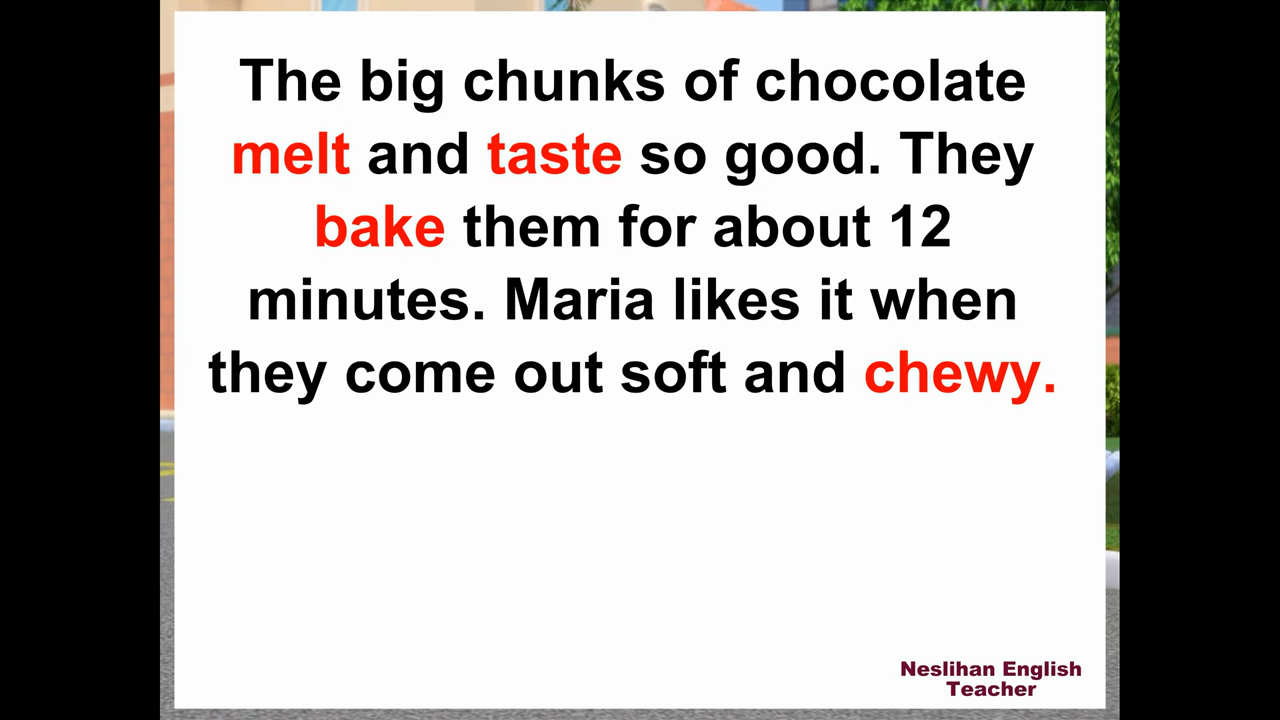 The big chunks of chocolate
melt and taste so good. They
bake them for about 12
minutes. Maria likes it when
they come out soft and chewy.
Neslihan English
Teacher